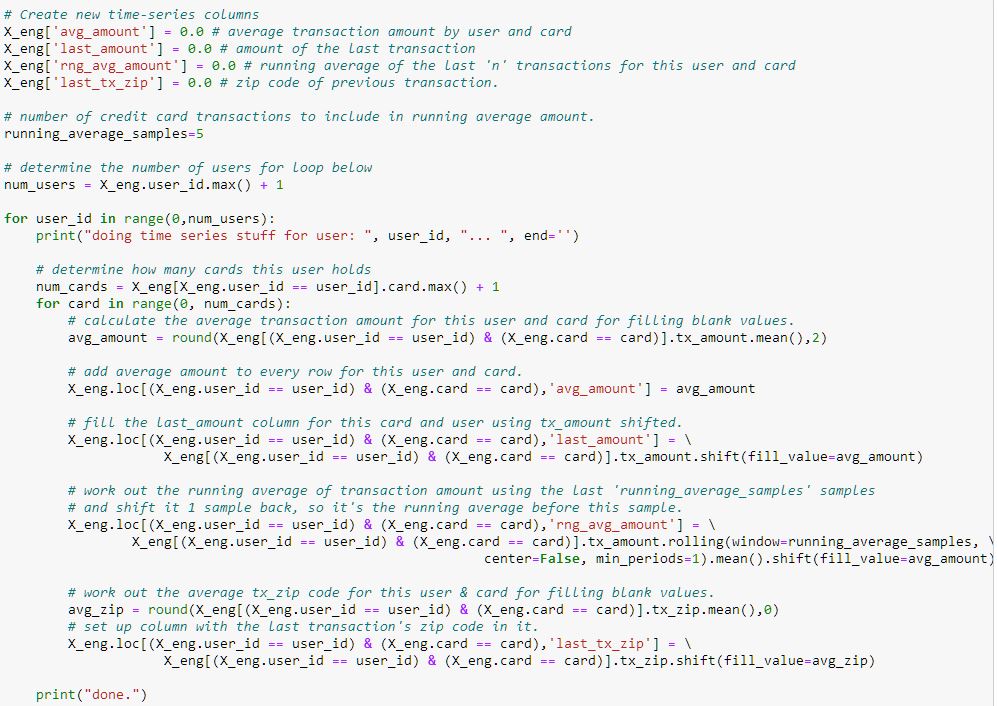 # Create new time-series columns
X_eng['avg_amount'] = 0.0 # average transaction amount by user and card
X_eng['last_amount'] = 0.0 # amount of the last transaction
X_eng['rng_avg_amount'] = 0.0 # running average of the last 'n' transactions for this user and card
X_eng['last_tx_zip'] = 0.0 # zip code of previous transaction.

# number of credit card transactions to include in running average amount.
running_average_samples=5

# determine the number of users for loop below
num_users = X_eng.user_id.max() + 1

for user_id in range(0,num_users):
    print("doing time series stuff for user: ", user_id, "... ", end='')

    # determine how many cards this user holds
    num_cards = X_eng[X_eng.user_id == user_id].card.max() + 1
    for card in range(0, num_cards):
        # calculate the average transaction amount for this user and card for filling blank values.
        avg_amount = round(X_eng[(X_eng.user_id == user_id) & (X_eng.card == card)].tx_amount.mean(),2)

        # add average amount to every row for this user and card.
        X_eng.loc[(X_eng.user_id == user_id) & (X_eng.card == card),'avg_amount'] = avg_amount

        # fill the last_amount column for this card and user using tx_amount shifted.
        X_eng.loc[(X_eng.user_id == user_id) & (X_eng.card == card),'last_amount'] = \
                    X_eng[(X_eng.user_id == user_id) & (X_eng.card == card)].tx_amount.shift(fill_value=avg_amount)

        # work out the running average of transaction amount using the last 'running_average_samples' samples
        # and shift it 1 sample back, so it's the running average before this sample.
        X_eng.loc[(X_eng.user_id == user_id) & (X_eng.card == card),'rng_avg_amount'] = \
                X_eng[(X_eng.user_id == user_id) & (X_eng.card == card)].tx_amount.rolling(window=running_average_samples, \
                                                            center=False, min_periods=1).mean().shift(fill_value=avg_amount)

        # work out the average tx_zip code for this user & card for filling blank values.
        avg_zip = round(X_eng[(X_eng.user_id == user_id) & (X_eng.card == card)].tx_zip.mean(),0)
        # set up column with the last transaction's zip code in it.
        X_eng.loc[(X_eng.user_id == user_id) & (X_eng.card == card),'last_tx_zip'] = \
                    X_eng[(X_eng.user_id == user_id) & (X_eng.card == card)].tx_zip.shift(fill_value=avg_zip)

    print("done.")